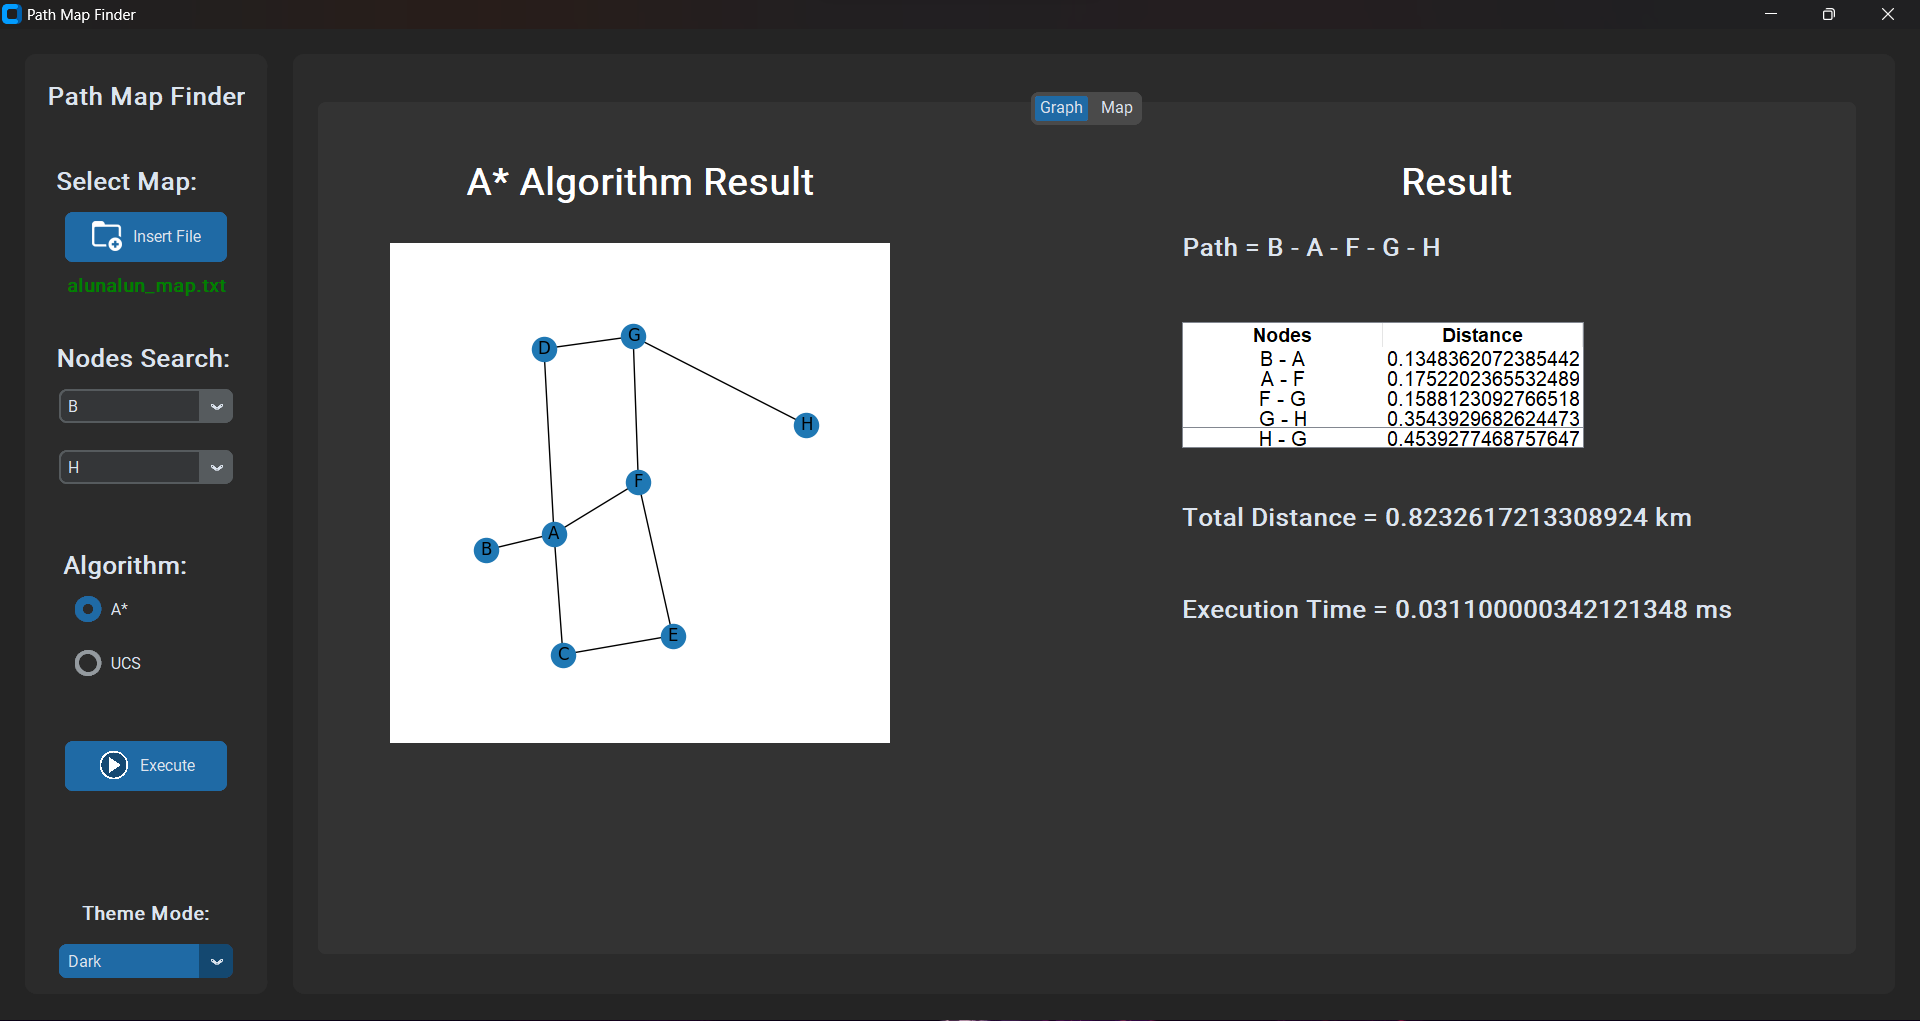 Path Map Finder
Path Map Finder
Select Map:
Insert File
alunalun_map.txt
Nodes Search:
B
H
Algorithm:
A*
UCS
Execute
Theme Mode:
Dark
Graph Map
A* Algorithm Result
D
G
H
F
A
B
E
C
Result
Path = B - A - F - G - H
Nodes Distance
B - A 0.1348362072385442
A - F 0.1752202365532489
F - G 0.1588123092766518
G - H 0.3543929682624473
H - G 0.4539277468757647
Total Distance = 0.8232617213308924 km
Execution Time = 0.031100000342121348 ms